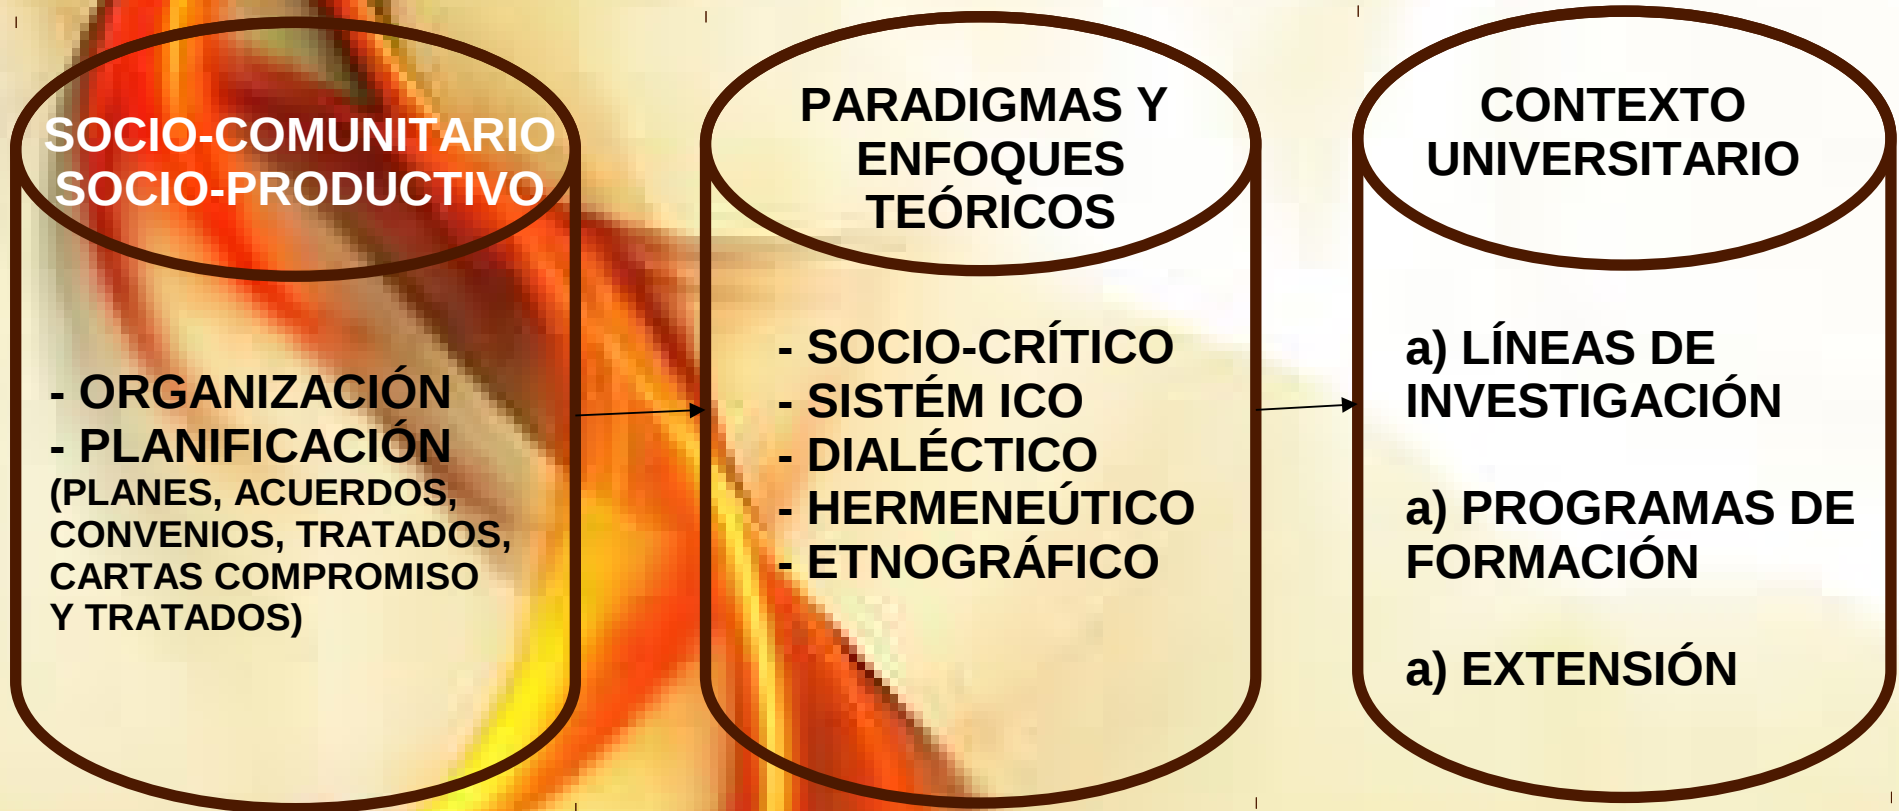 SOCIO-COMUNITARIO
SOCIO-PRODUCTIVO
- ORGANIZACIÓN
- PLANIFICACIÓN
(PLANES, ACUERDOS,
CONVENIOS, TRATADOS,
CARTAS COMPROMISO
Y TRATADOS)
PARADIGMAS Y
ENFOQUES
TEÓRICOS
- SOCIO-CRÍTICO
- SISTÉM ICO
- DIALÉCTICO
- HERMENEÚTICO
- ETNOGRÁFICO
CONTEXTO
UNIVERSITARIO
a) LÍNEAS DE
INVESTIGACIÓN
a) PROGRAMAS DE
FORMACIÓN
a) EXTENSIÓN